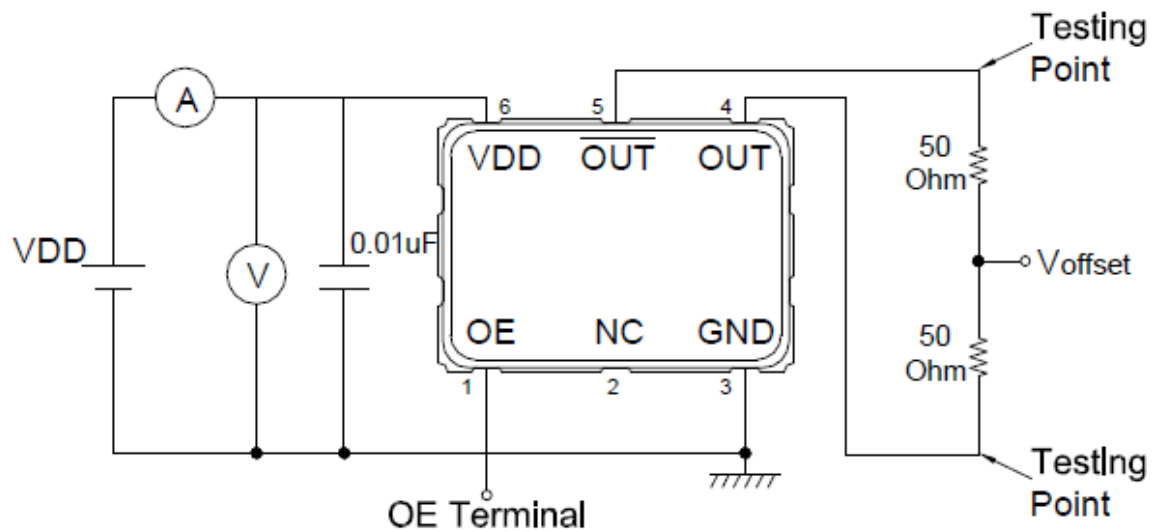 Testing
Point
A
6
5
4
VDD
OUT
OUT
50
Ohm
VDD
V
0.01uF
Voffset
OE
NC
GND
50
Ohm
1
2
3
OE Terminal
Testing
Point